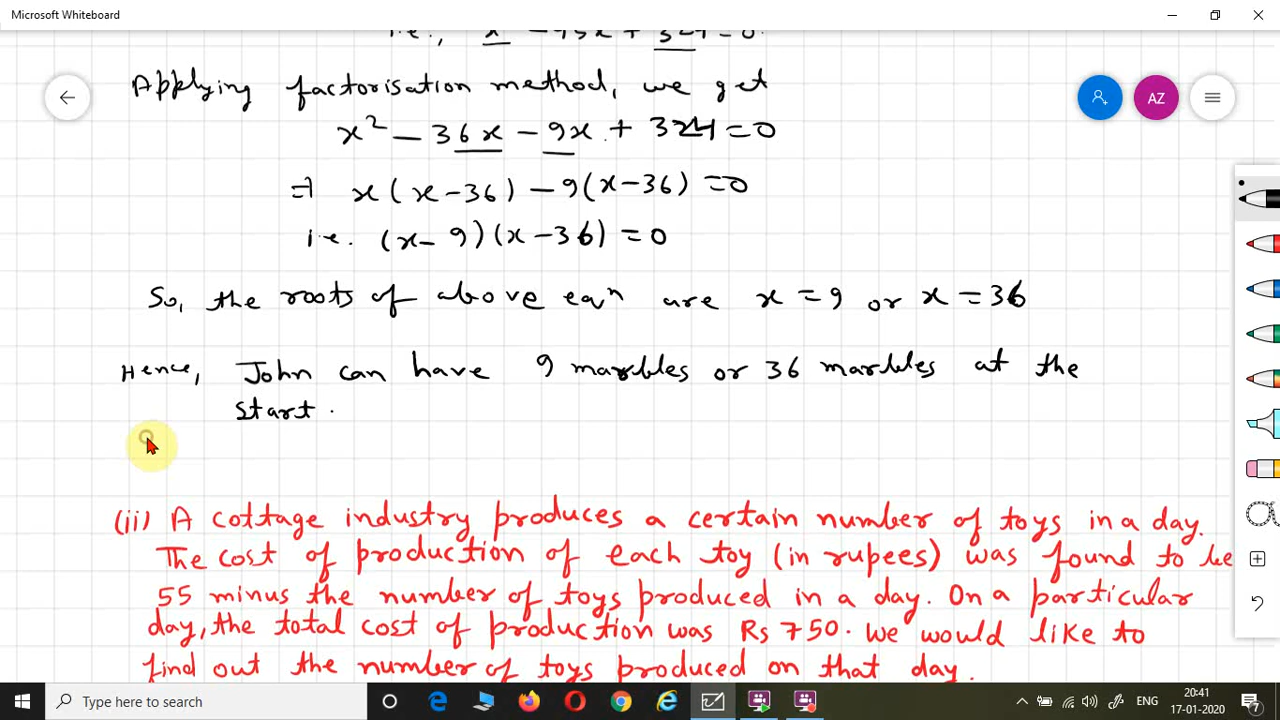 Microsoft Whiteboard
i.e., x² - 45x + 324 = 0.
Applying factorisation method, we get
x² - 36x - 9x + 324 = 0
⇒ x(x-36) - 9(x-36) = 0
i.e. (x-9)(x-36) = 0
So, the roots of above eqⁿ are x = 9 or x = 36
Hence, John can have 9 marbles or 36 marbles at the
start.
(ii) A cottage industry produces a certain number of toys in a day.
The cost of production of each toy (in rupees) was found to be
55 minus the number of toys produced in a day. On a particular
day, the total cost of production was Rs 750. We would like to
find out the number of toys produced on that day.
AZ
Type here to search
ENG
20:41
17-01-2020
7